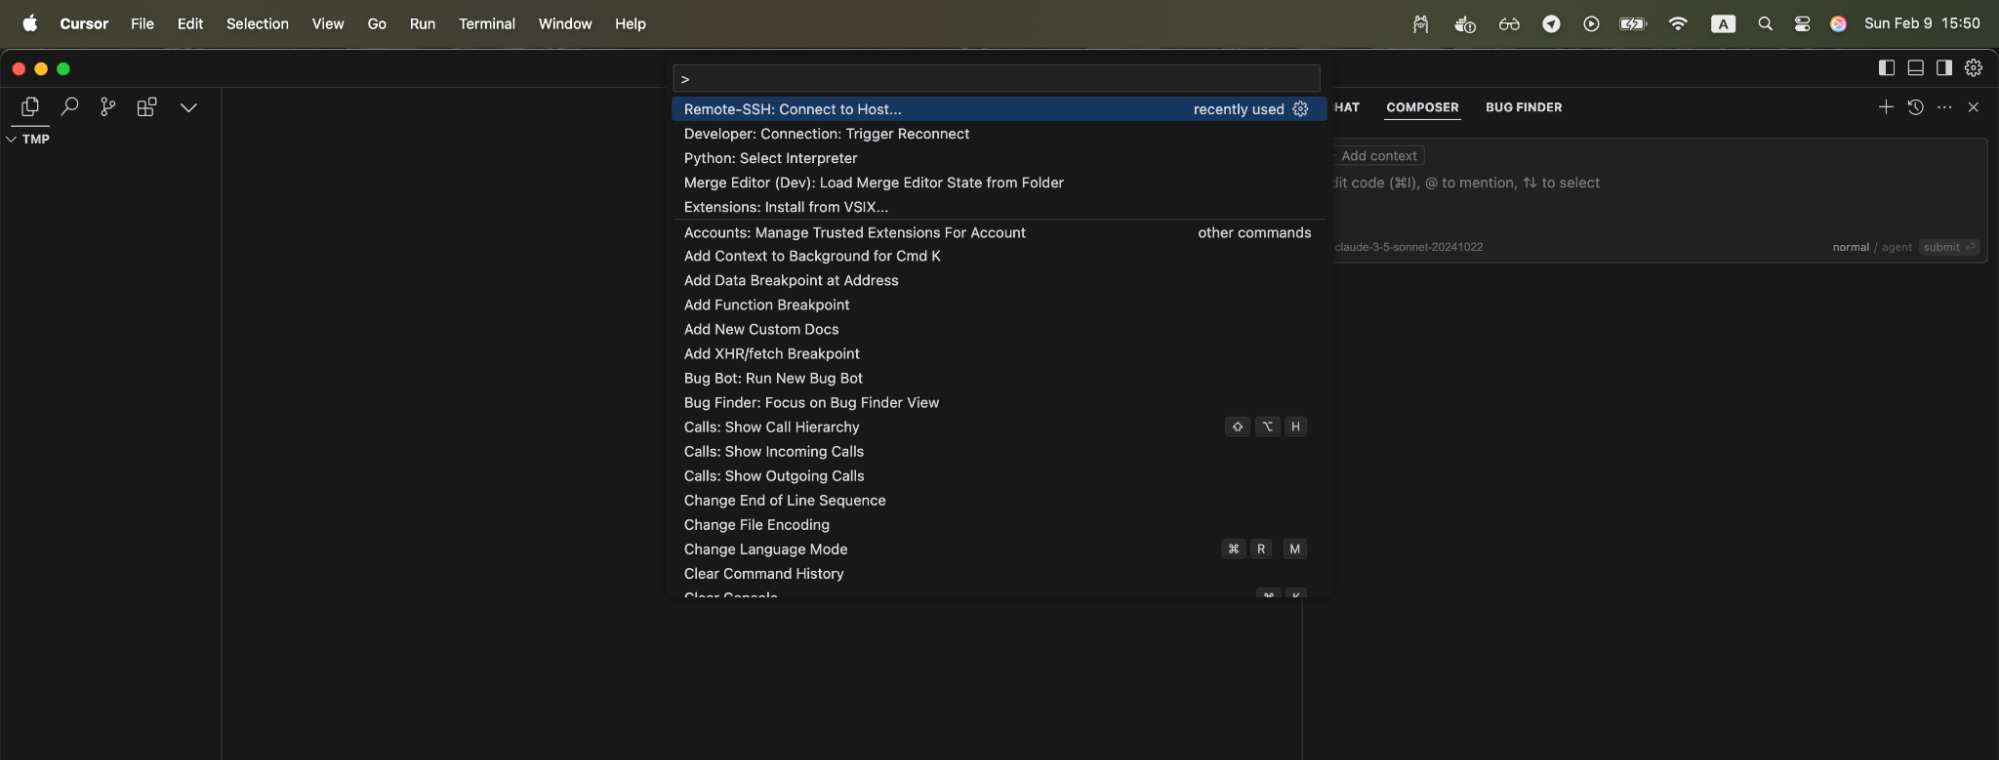 Cursor File Edit Selection View Go Run Terminal Window Help A Sun Feb 9 15:50
>
Remote-SSH: Connect to Host... recently used
HAT COMPOSER BUG FINDER
Developer: Connection: Trigger Reconnect
TMP
Python: Select Interpreter
Add context
Merge Editor (Dev): Load Merge Editor State from Folder
dit code (⌘I), @ to mention, ⇅ to select
Extensions: Install from VSIX...
Accounts: Manage Trusted Extensions For Account other commands
claude-3-5-sonnet-20241022 normal / agent submit ⏎
Add Context to Background for Cmd K
Add Data Breakpoint at Address
Add Function Breakpoint
Add New Custom Docs
Add XHR/fetch Breakpoint
Bug Bot: Run New Bug Bot
Bug Finder: Focus on Bug Finder View
Calls: Show Call Hierarchy ⇧ ⌥ H
Calls: Show Incoming Calls
Calls: Show Outgoing Calls
Change End of Line Sequence
Change File Encoding
Change Language Mode ⌘ R M
Clear Command History
Clear Console ⌘ K